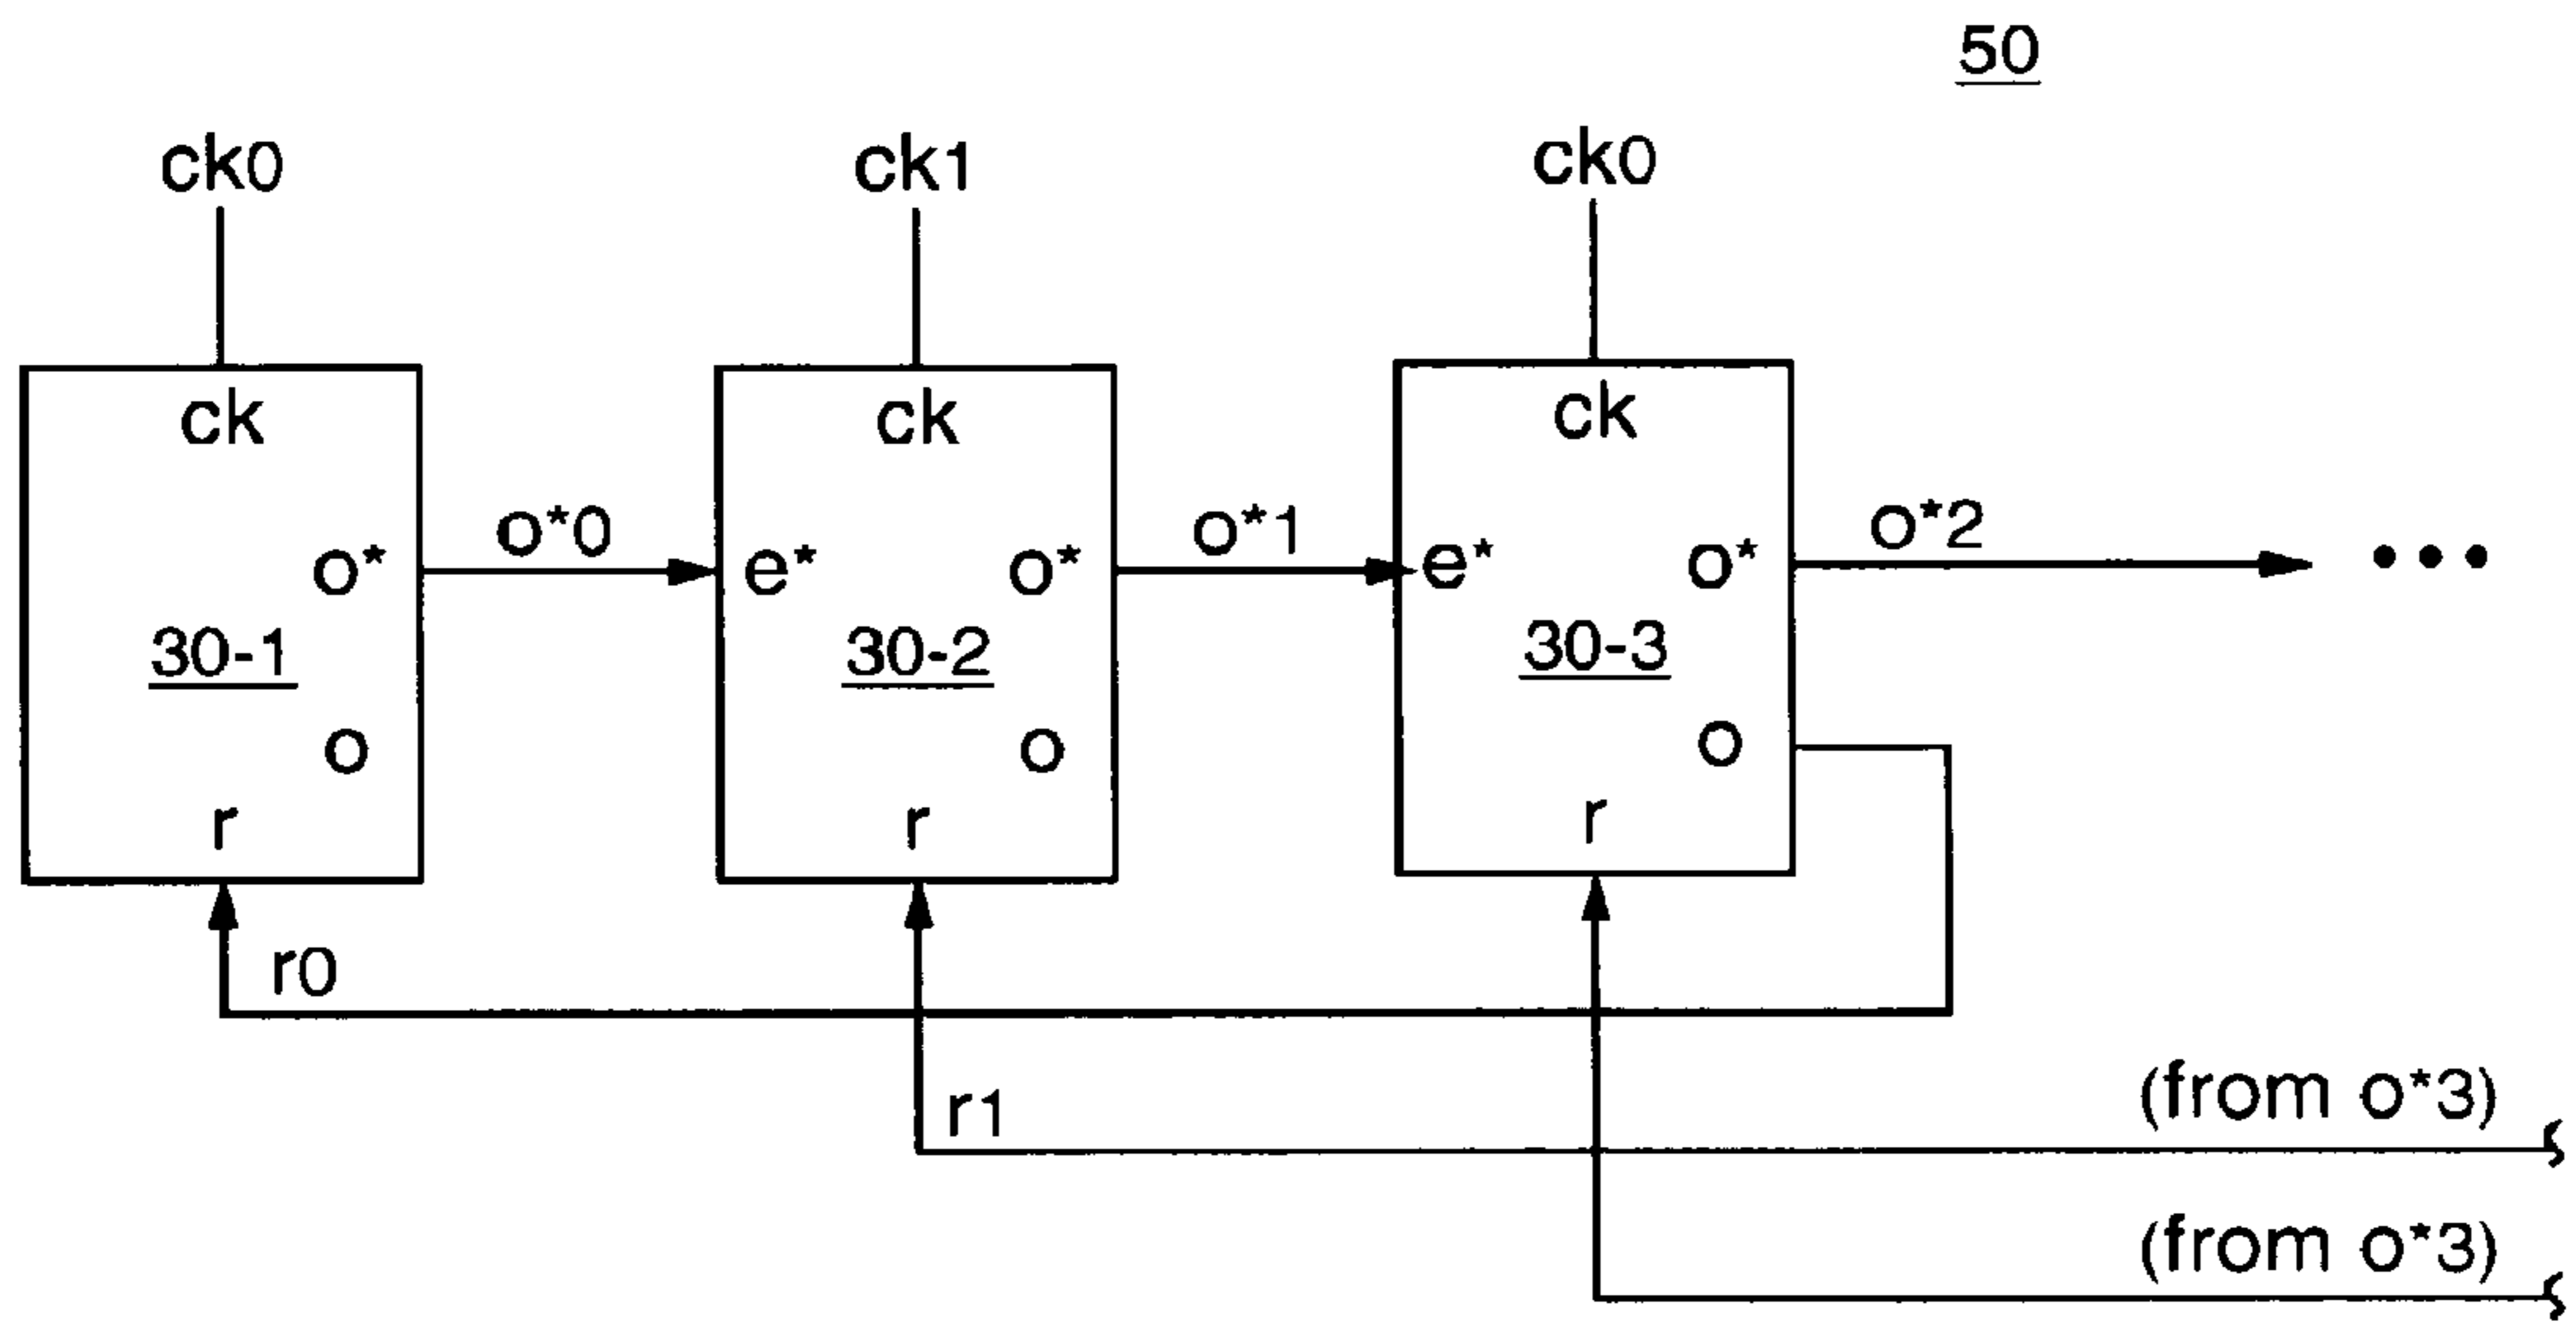 50
ck0
ck1
ck0
ck
ck
ck
o*0
o*1
o*2
o*
e*
o*
e*
o*
30-1
30-2
30-3
o
o
o
r
r
r
r0
r1
(from o*3)
(from o*3)